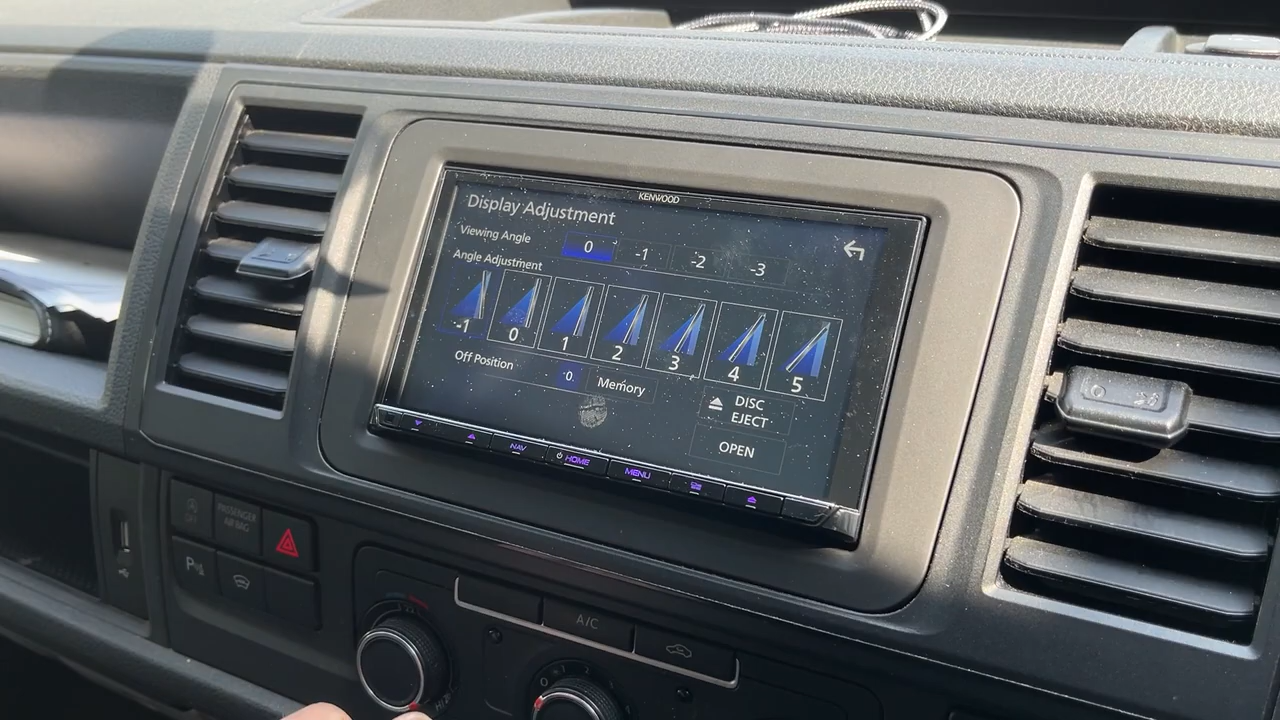 KENWOOD
Display Adjustment
Viewing Angle 0 -1 -2 -3
Angle Adjustment
-1 0 1 2 3 4 5
Off Position 0 Memory
DISC
EJECT
OPEN
NAV HOME MENU
OFF
PASSENGER
AIR BAG
P
A/C
0
HI